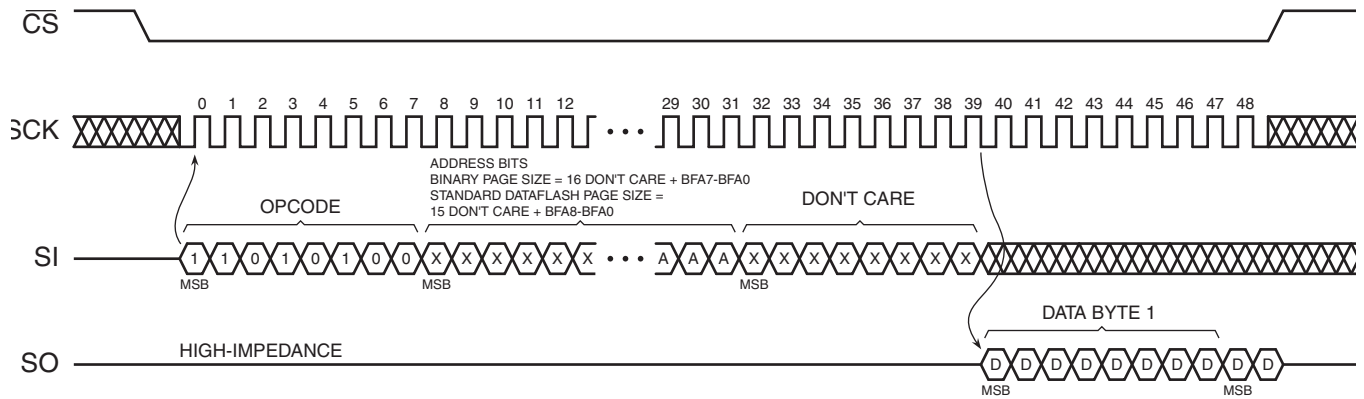 CS
0 1 2 3 4 5 6 7 8 9 10 11 12 29 30 31 32 33 34 35 36 37 38 39 40 41 42 43 44 45 46 47 48
SCK
ADDRESS BITS
BINARY PAGE SIZE = 16 DON'T CARE + BFA7-BFA0
STANDARD DATAFLASH PAGE SIZE =
15 DON'T CARE + BFA8-BFA0
OPCODE
DON'T CARE
SI
1 1 0 1 0 1 0 0 X X X X X X • • • A A A X X X X X X X X
MSB MSB MSB
DATA BYTE 1
HIGH-IMPEDANCE
SO
D D D D D D D D D D
MSB MSB